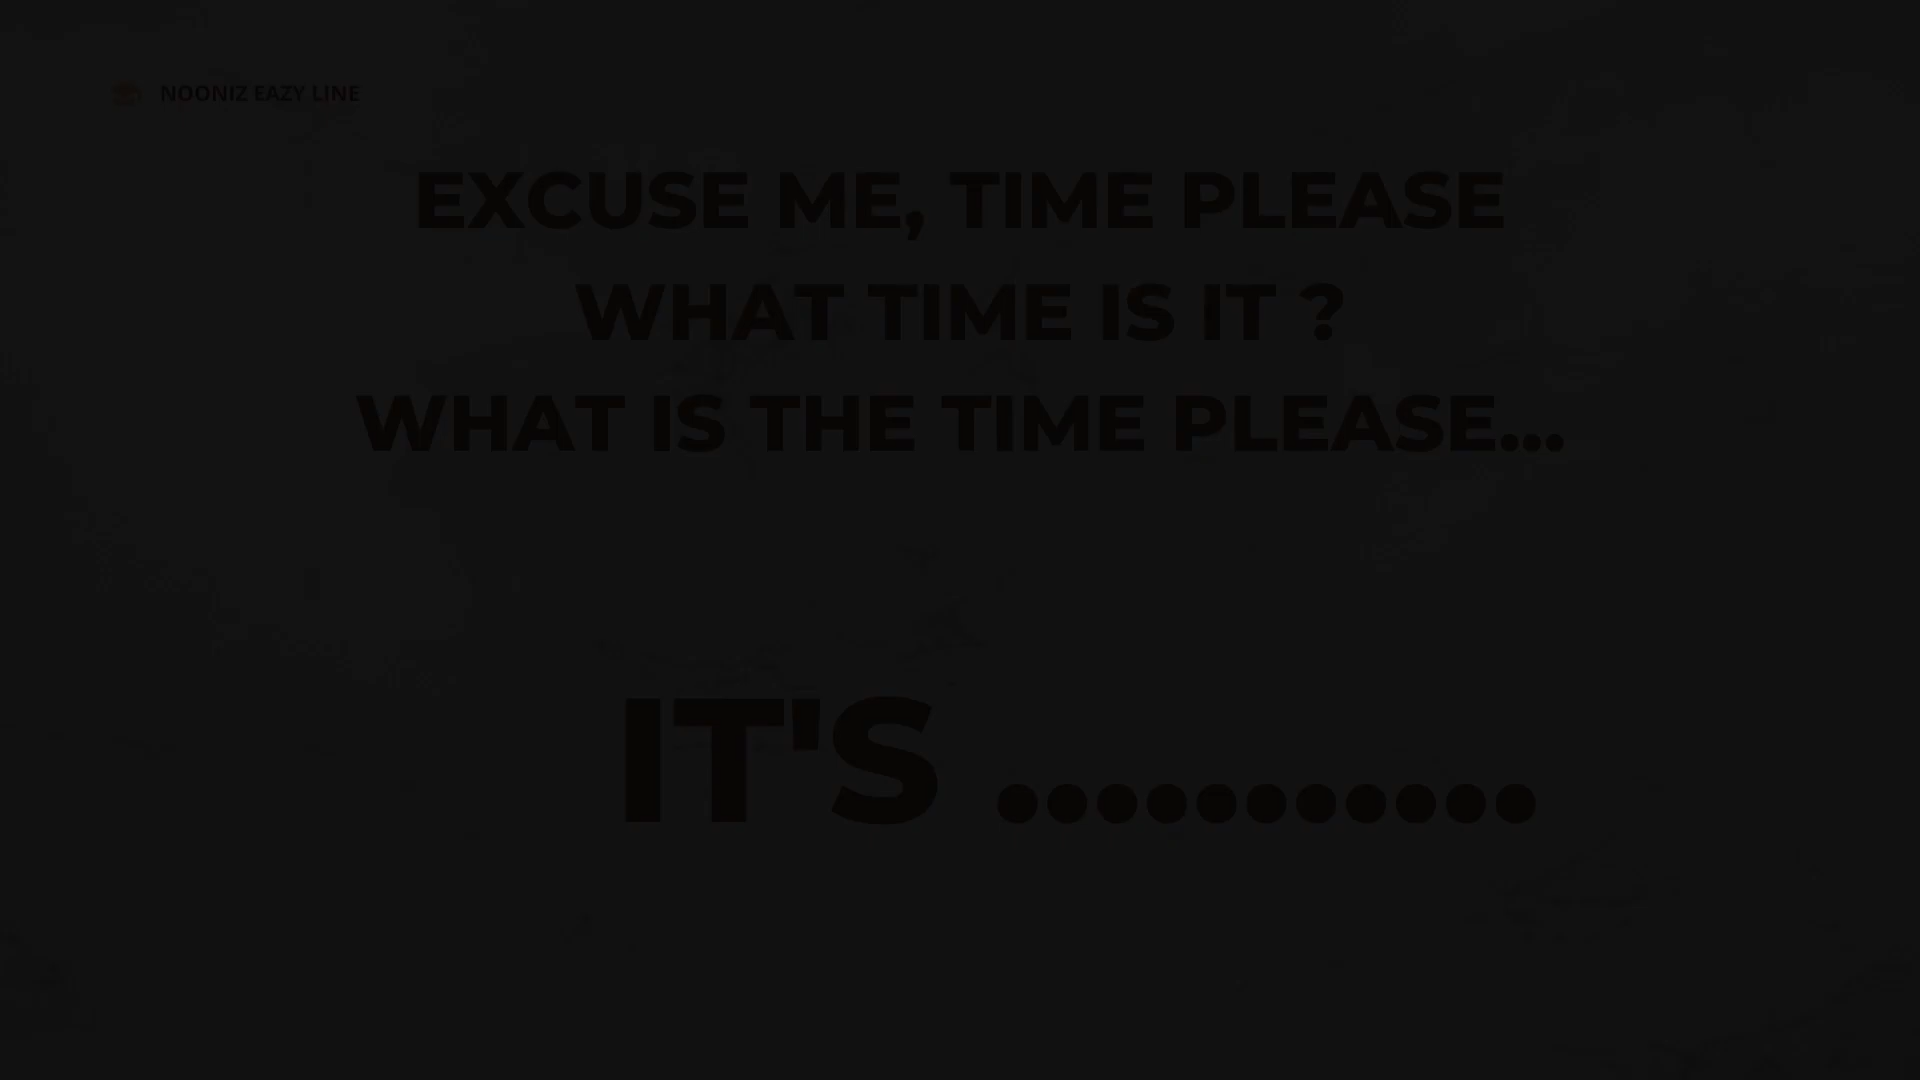 NOONIZ EAZY LINE
EXCUSE ME, TIME PLEASE
WHAT TIME IS IT ?
WHAT IS THE TIME PLEASE...
IT'S ...........